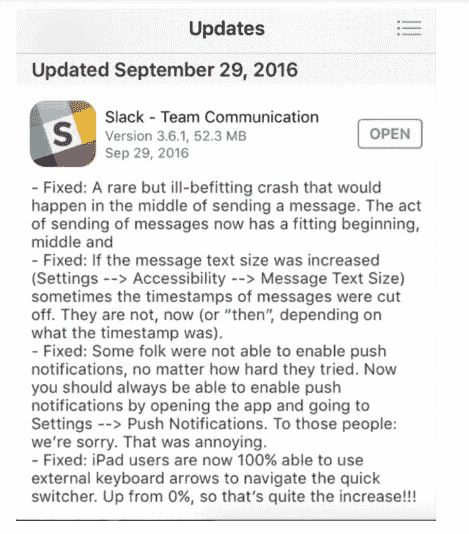 Updates
Updated September 29, 2016
S
Slack - Team Communication
Version 3.6.1, 52.3 MB
Sep 29, 2016
OPEN
- Fixed: A rare but ill-befitting crash that would
happen in the middle of sending a message. The act
of sending of messages now has a fitting beginning,
middle and
- Fixed: If the message text size was increased
(Settings --> Accessibility --> Message Text Size)
sometimes the timestamps of messages were cut
off. They are not, now (or “then”, depending on
what the timestamp was).
- Fixed: Some folk were not able to enable push
notifications, no matter how hard they tried. Now
you should always be able to enable push
notifications by opening the app and going to
Settings --> Push Notifications. To those people:
we’re sorry. That was annoying.
- Fixed: iPad users are now 100% able to use
external keyboard arrows to navigate the quick
switcher. Up from 0%, so that’s quite the increase!!!